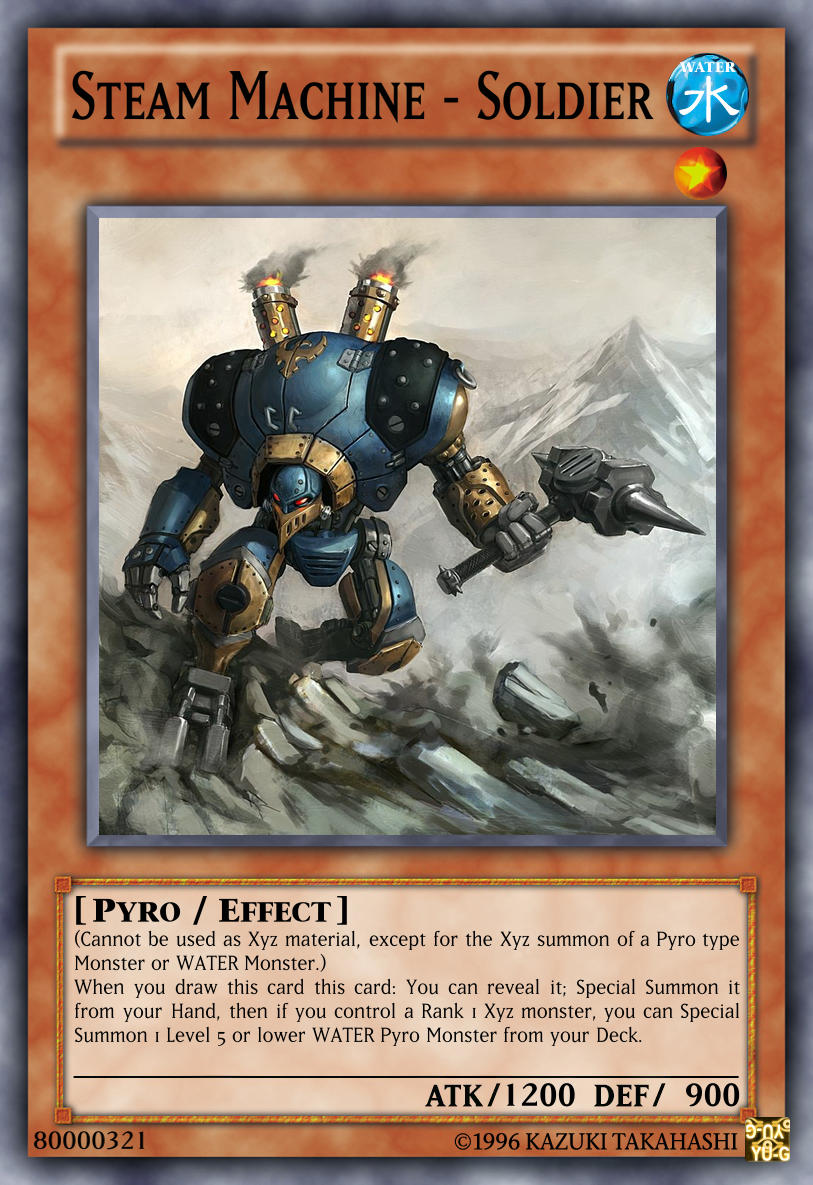 Steam Machine - Soldier
WATER
水
[ Pyro / Effect ]
(Cannot be used as Xyz material, except for the Xyz summon of a Pyro type
Monster or WATER Monster.)
When you draw this card this card: You can reveal it; Special Summon it
from your Hand, then if you control a Rank 1 Xyz monster, you can Special
Summon 1 Level 5 or lower WATER Pyro Monster from your Deck.
ATK/1200 DEF/ 900
80000321
©1996 KAZUKI TAKAHASHI